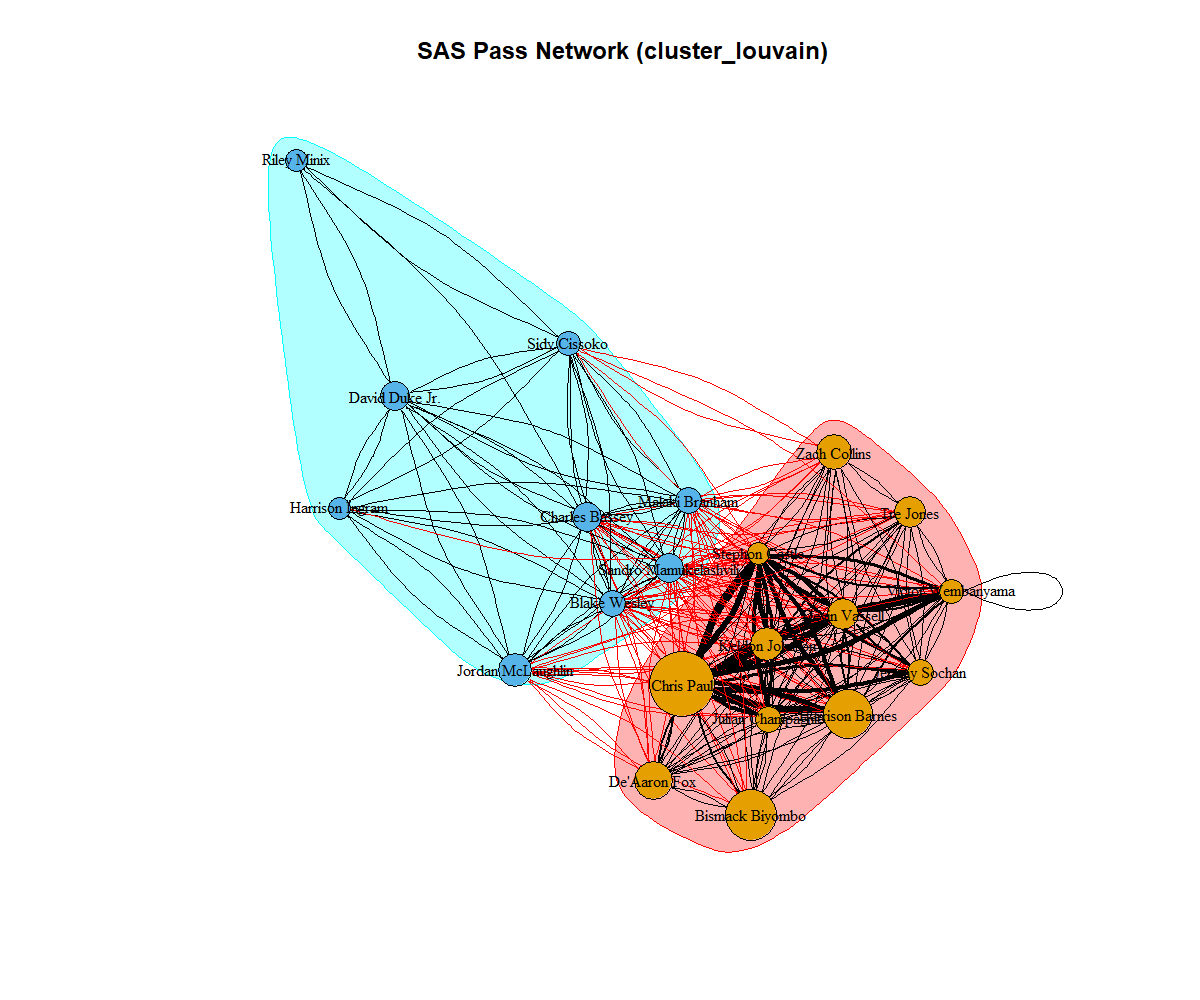 SAS Pass Network (cluster_louvain)
Riley Minix
Sidy Cissoko
David Duke Jr.
Zach Collins
Malaki Branham
Harrison Ingram
Charles Bassey
Tre Jones
Stephon Castle
Sandro Mamukelashvili
Victor Wembanyama
Blake Wesley
Devin Vassell
Keldon Johnson
Jordan McLaughlin
Jeremy Sochan
Chris Paul
Julian Champagnie
Harrison Barnes
De'Aaron Fox
Bismack Biyombo